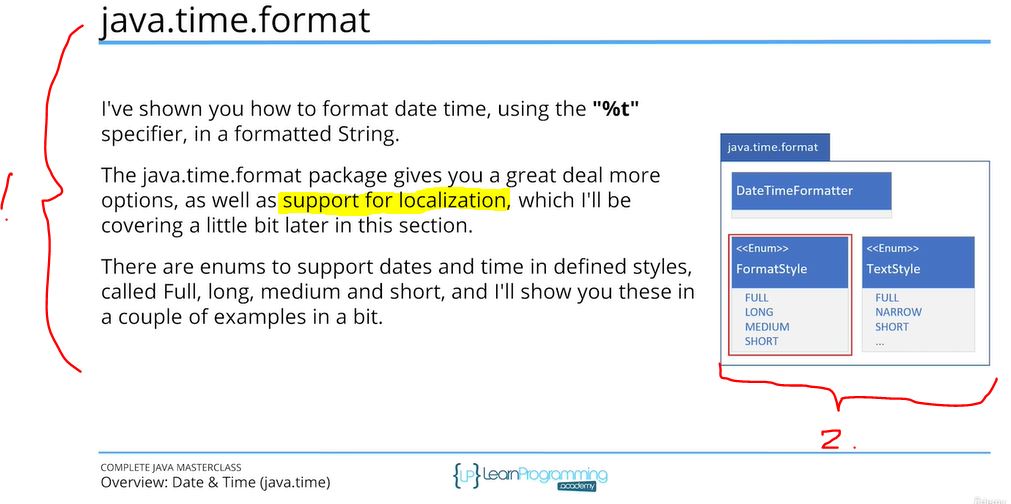 java.time.format
I've shown you how to format date time, using the "%t"
specifier, in a formatted String.
The java.time.format package gives you a great deal more
options, as well as support for localization, which I'll be
covering a little bit later in this section.
There are enums to support dates and time in defined styles,
called Full, long, medium and short, and I'll show you these in
a couple of examples in a bit.
java.time.format
DateTimeFormatter
<<Enum>>
FormatStyle
FULL
LONG
MEDIUM
SHORT
<<Enum>>
TextStyle
FULL
NARROW
SHORT
...
2.
COMPLETE JAVA MASTERCLASS
Overview: Date & Time (java.time)
{LP} LearnProgramming
academy